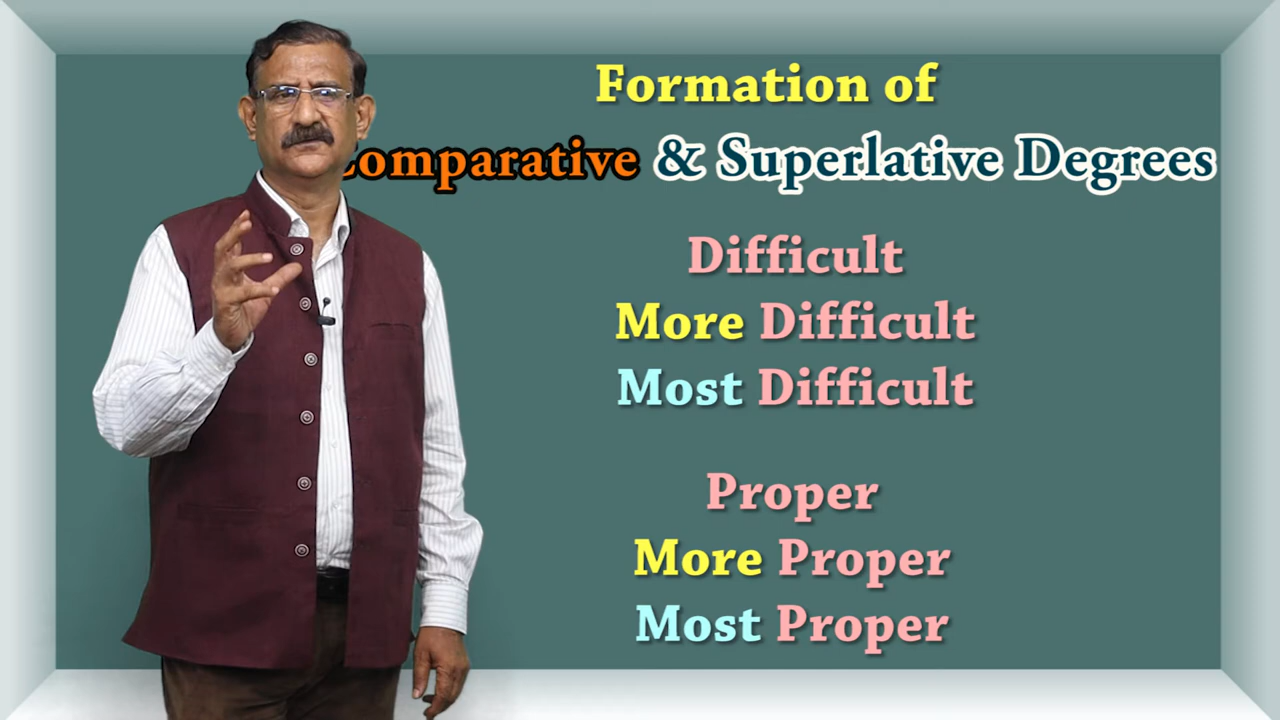 Formation of
Comparative & Superlative Degrees
Difficult
More Difficult
Most Difficult
Proper
More Proper
Most Proper